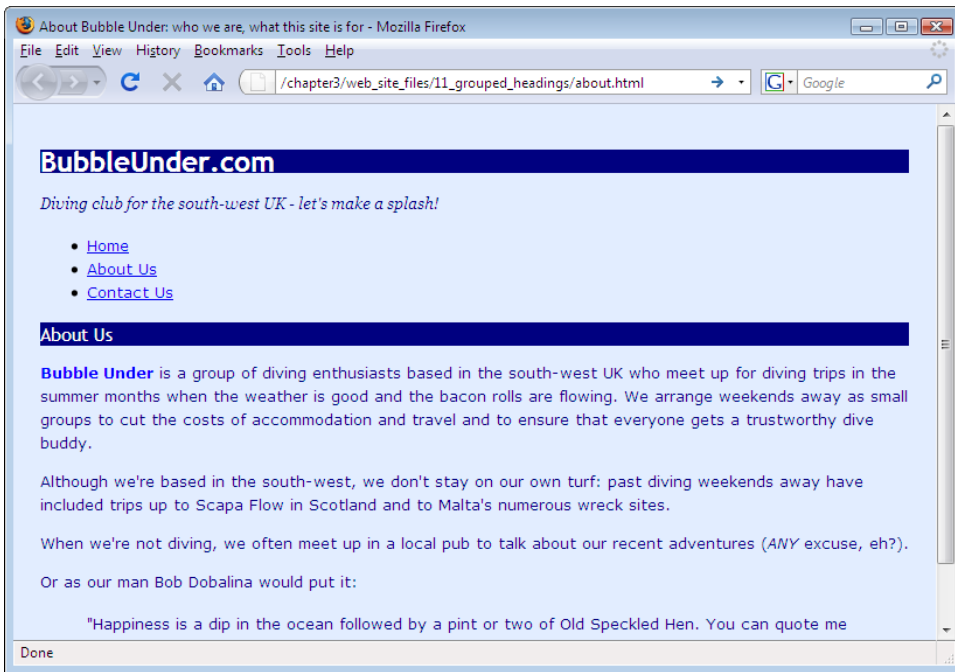 About Bubble Under: who we are, what this site is for - Mozilla Firefox
File Edit View History Bookmarks Tools Help
/chapter3/web_site_files/11_grouped_headings/about.html
G Google
BubbleUnder.com
Diving club for the south-west UK - let's make a splash!
Home
About Us
Contact Us
About Us
Bubble Under is a group of diving enthusiasts based in the south-west UK who meet up for diving trips in the
summer months when the weather is good and the bacon rolls are flowing. We arrange weekends away as small
groups to cut the costs of accommodation and travel and to ensure that everyone gets a trustworthy dive
buddy.
Although we're based in the south-west, we don't stay on our own turf: past diving weekends away have
included trips up to Scapa Flow in Scotland and to Malta's numerous wreck sites.
When we're not diving, we often meet up in a local pub to talk about our recent adventures (ANY excuse, eh?).
Or as our man Bob Dobalina would put it:
"Happiness is a dip in the ocean followed by a pint or two of Old Speckled Hen. You can quote me
Done